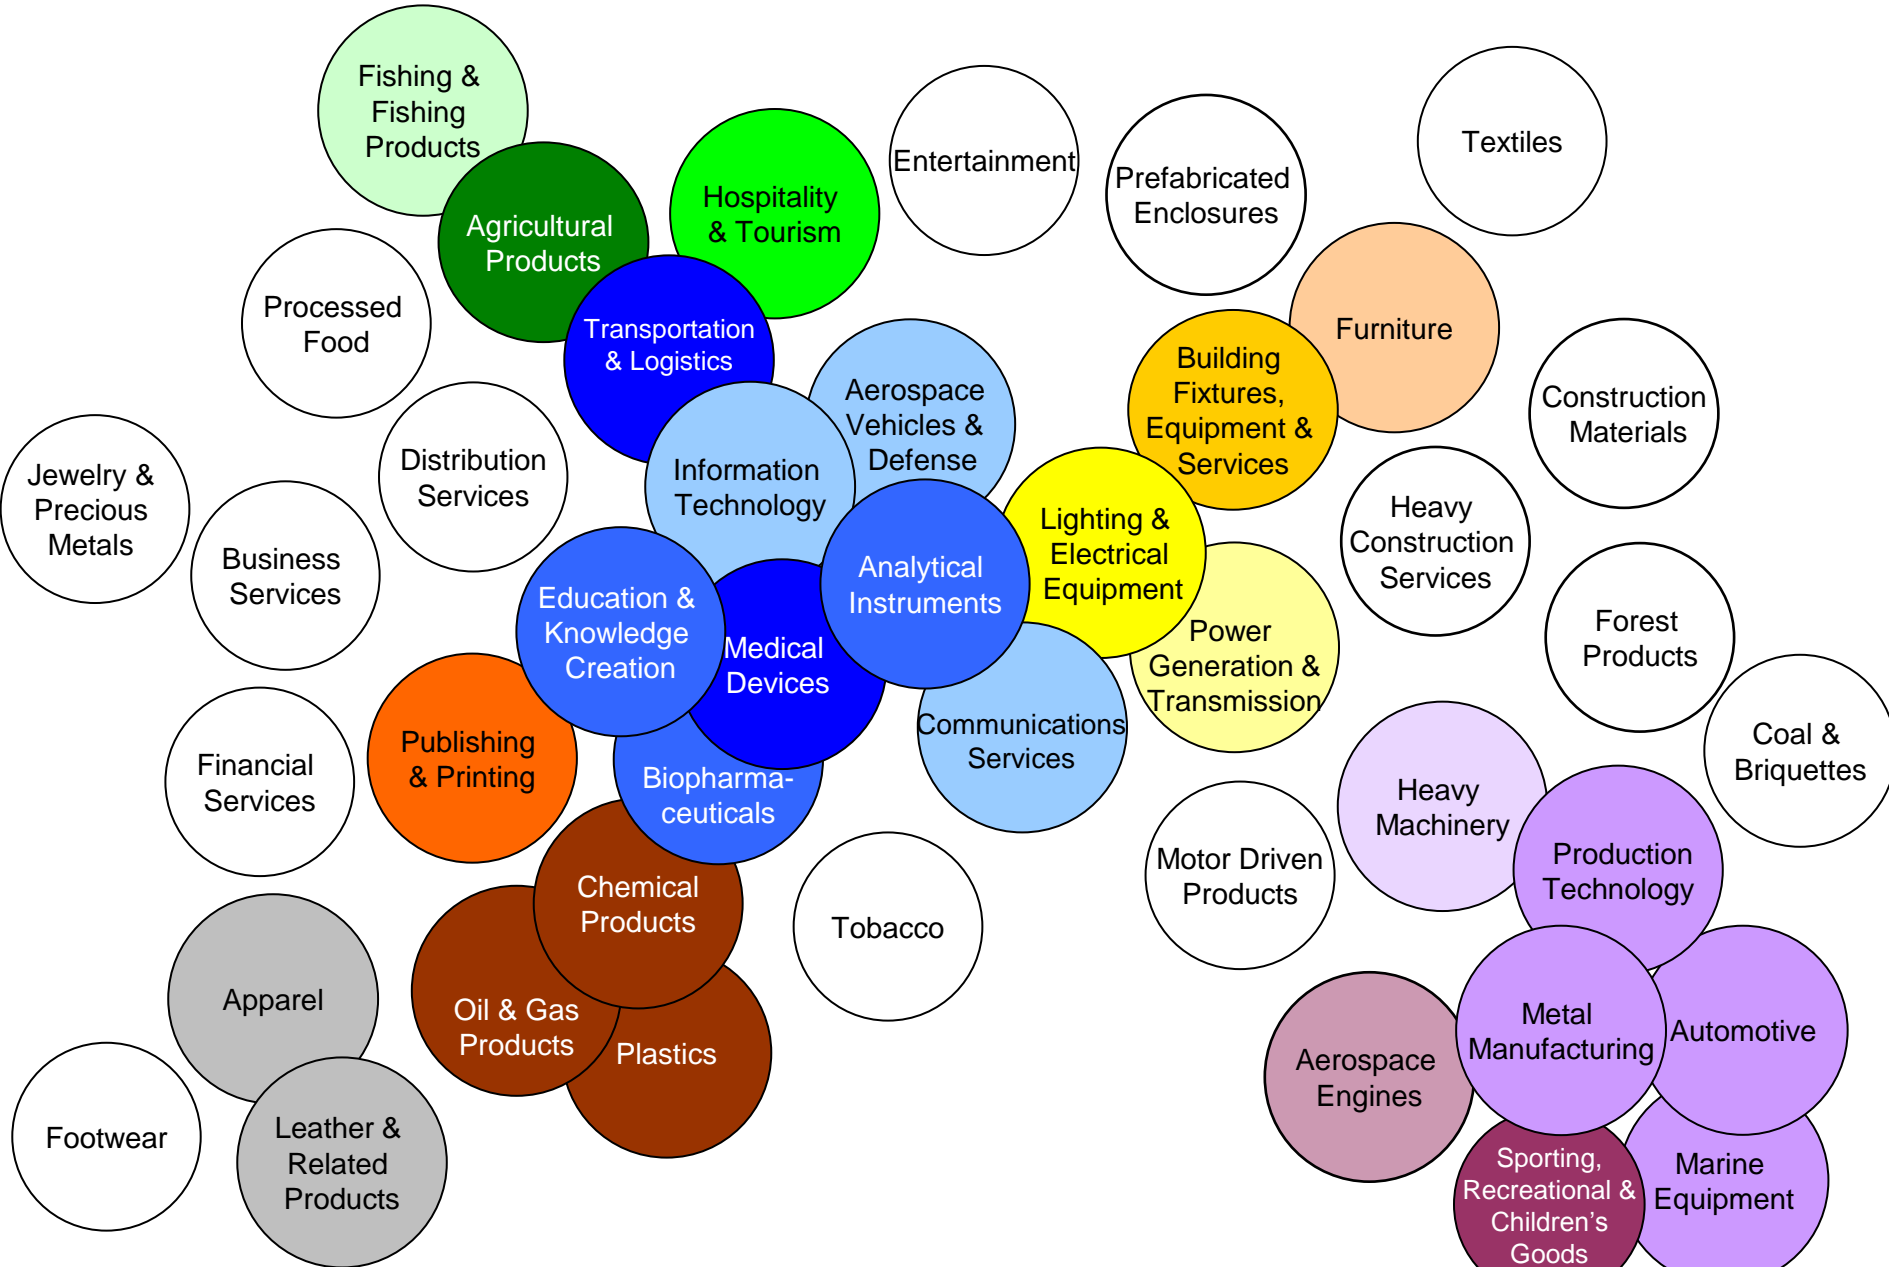 Fishing &
Fishing
Products
Textiles
Entertainment
Prefabricated
Enclosures
Hospitality
& Tourism
Agricultural
Products
Processed
Food
Transportation
& Logistics
Furniture
Building
Fixtures,
Equipment &
Services
Aerospace
Vehicles &
Defense
Construction
Materials
Distribution
Services
Information
Technology
Jewelry &
Precious
Metals
Lighting &
Electrical
Equipment
Heavy
Construction
Services
Business
Services
Analytical
Instruments
Education &
Knowledge
Creation
Medical
Devices
Power
Generation &
Transmission
Forest
Products
Communications
Services
Coal &
Briquettes
Publishing
& Printing
Financial
Services
Biopharma-
ceuticals
Heavy
Machinery
Motor Driven
Products
Production
Technology
Chemical
Products
Tobacco
Apparel
Oil & Gas
Products
Plastics
Metal
Manufacturing
Automotive
Aerospace
Engines
Footwear
Leather &
Related
Products
Sporting,
Recreational &
Children’s
Goods
Marine
Equipment